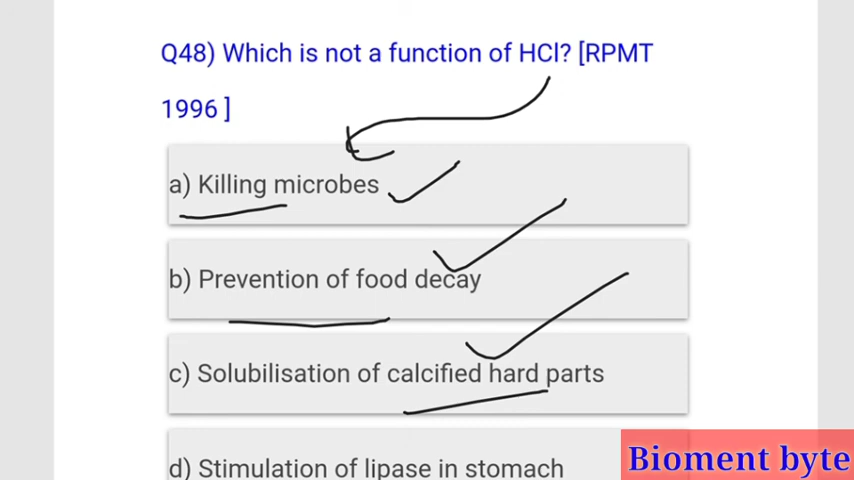 Q48) Which is not a function of HCl? [RPMT
1996 ]
a) Killing microbes
b) Prevention of food decay
c) Solubilisation of calcified hard parts
d) Stimulation of lipase in stomach
Bioment byte